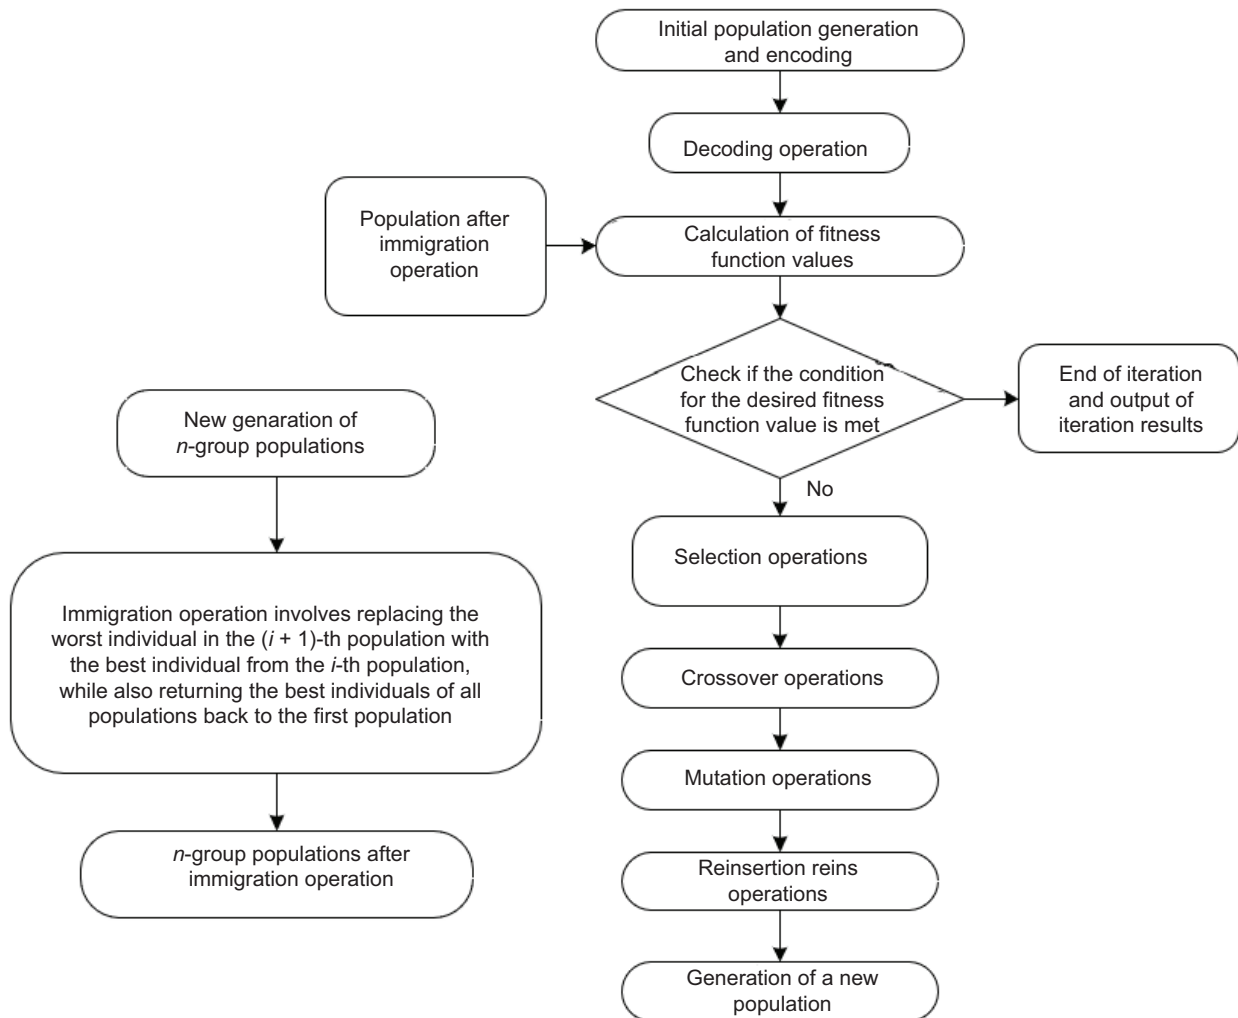 Initial population generation
and encoding
Decoding operation
Population after
immigration
operation
Calculation of fitness
function values
Check if the condition
for the desired fitness
function value is met
End of iteration
and output of
iteration results
No
New genaration of
n-group populations
Selection operations
Immigration operation involves replacing the
worst individual in the (i + 1)-th population with
the best individual from the i-th population,
while also returning the best individuals of all
populations back to the first population
Crossover operations
Mutation operations
n-group populations after
immigration operation
Reinsertion reins
operations
Generation of a new
population